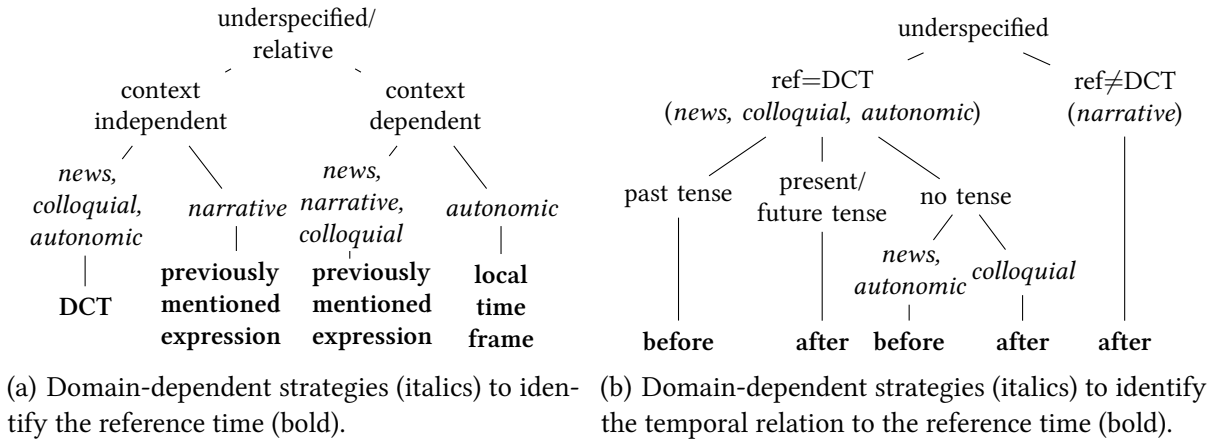 underspecified/
relative
context
independent
context
dependent
news,
colloquial,
autonomic
narrative
news,
narrative,
colloquial
autonomic
DCT
previously
mentioned
expression
previously
mentioned
expression
local
time
frame
(a) Domain-dependent strategies (italics) to iden-
tify the reference time (bold).
underspecified
ref=DCT
(news, colloquial, autonomic)
ref≠DCT
(narrative)
past tense
present/
future tense
no tense
news,
autonomic
colloquial
before
after
before
after
after
(b) Domain-dependent strategies (italics) to identify
the temporal relation to the reference time (bold).